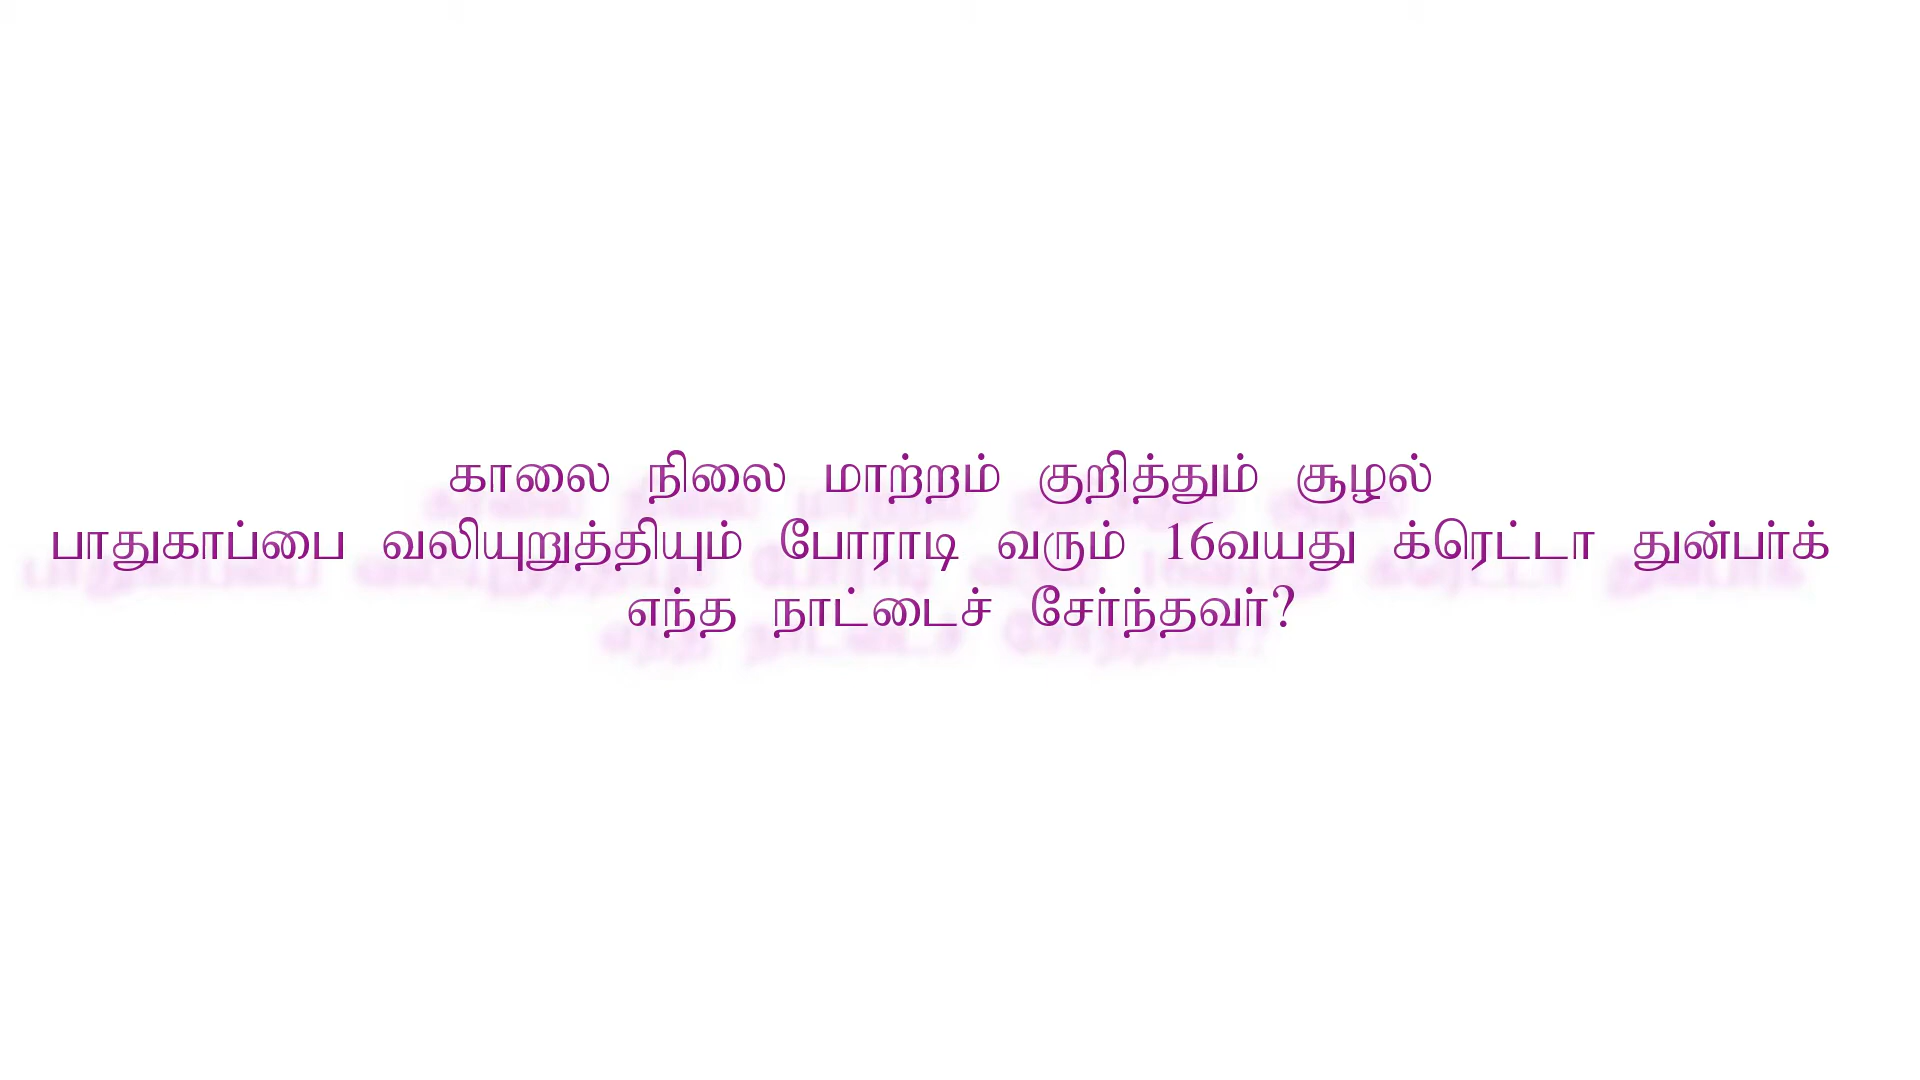 காலை நிலை மாற்றம் குறித்தும் சூழல்
பாதுகாப்பை வலியுறுத்தியும் போராடி வரும் 16வயது க்ரெட்டா துன்பர்க்
எந்த நாட்டைச் சேர்ந்தவர்?